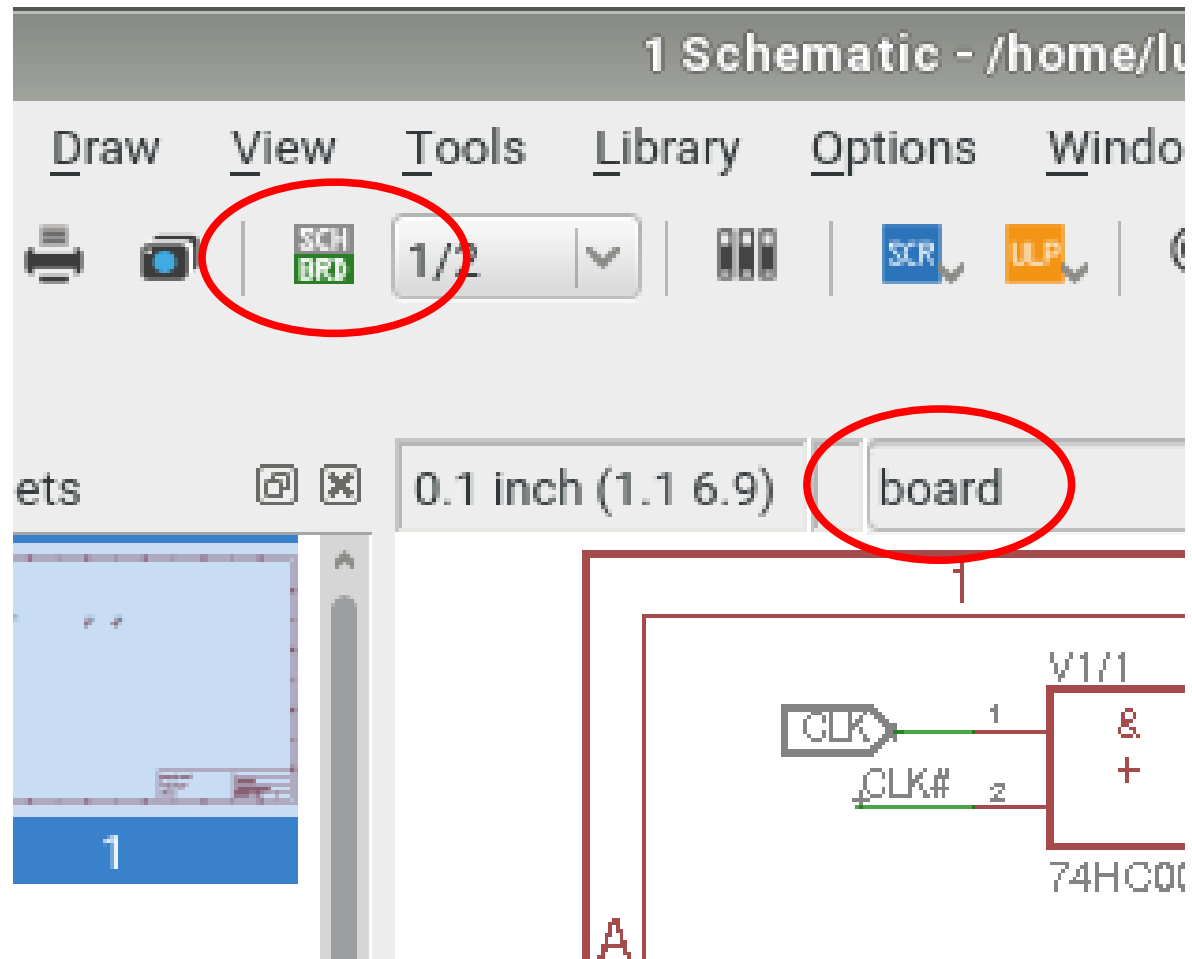 1 Schematic - /home/lu
Draw View Tools Library Options Windo
SCH
BRD
1/2
SCR
ULP
ets
0.1 inch (1.1 6.9)
board
1
V1/1
CLK
1
&
+
CLK#
2
74HC00
1
A